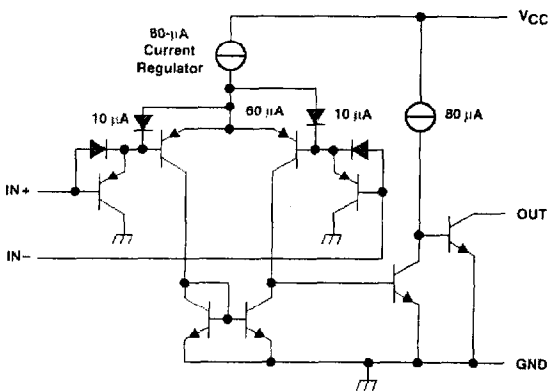 VCC
80-µA
Current
Regulator
10 µA
60 µA
10 µA
80 µA
IN+
OUT
IN−
GND